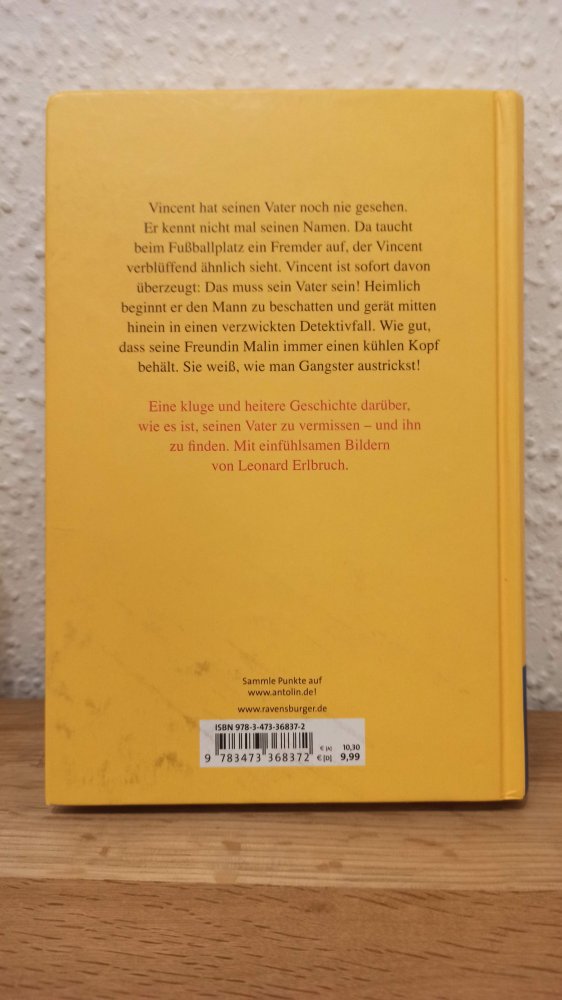 Vincent hat seinen Vater noch nie gesehen.
Er kennt nicht mal seinen Namen. Da taucht
beim Fußballplatz ein Fremder auf, der Vincent
verblüffend ähnlich sieht. Vincent ist sofort davon
überzeugt: Das muss sein Vater sein! Heimlich
beginnt er den Mann zu beschatten und gerät mitten
hinein in einen verzwickten Detektivfall. Wie gut,
dass seine Freundin Malin immer einen kühlen Kopf
behält. Sie weiß, wie man Gangster austrickst!
Eine kluge und heitere Geschichte darüber,
wie es ist, seinen Vater zu vermissen – und ihn
zu finden. Mit einfühlsamen Bildern
von Leonard Erlbruch.
Sammle Punkte auf
www.antolin.de!
www.ravensburger.de
ISBN 978-3-473-36837-2
€ [A] 10,30
€ [D] 9,99
9 783473 368372